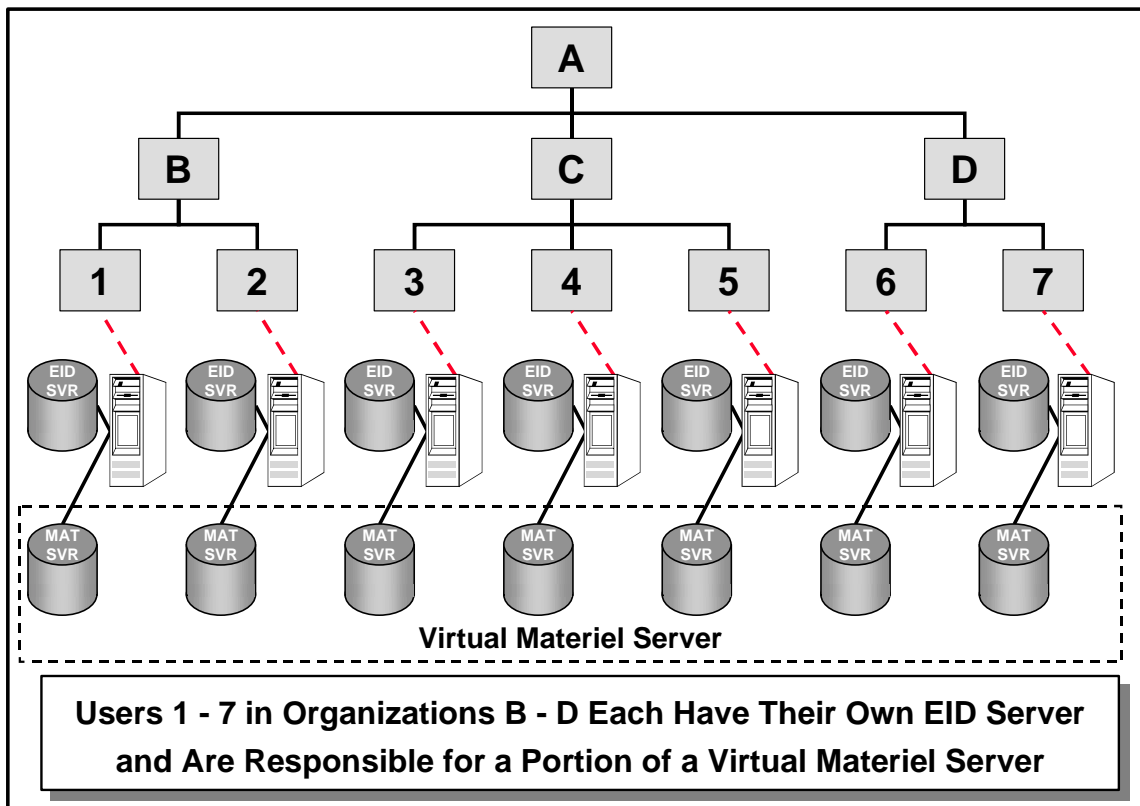 A
B C D
1 2 3 4 5 6 7
EID EID EID EID EID EID EID
SVR SVR SVR SVR SVR SVR SVR
MAT MAT MAT MAT MAT MAT MAT
SVR SVR SVR SVR SVR SVR SVR
Virtual Materiel Server
Users 1 - 7 in Organizations B - D Each Have Their Own EID Server
and Are Responsible for a Portion of a Virtual Materiel Server